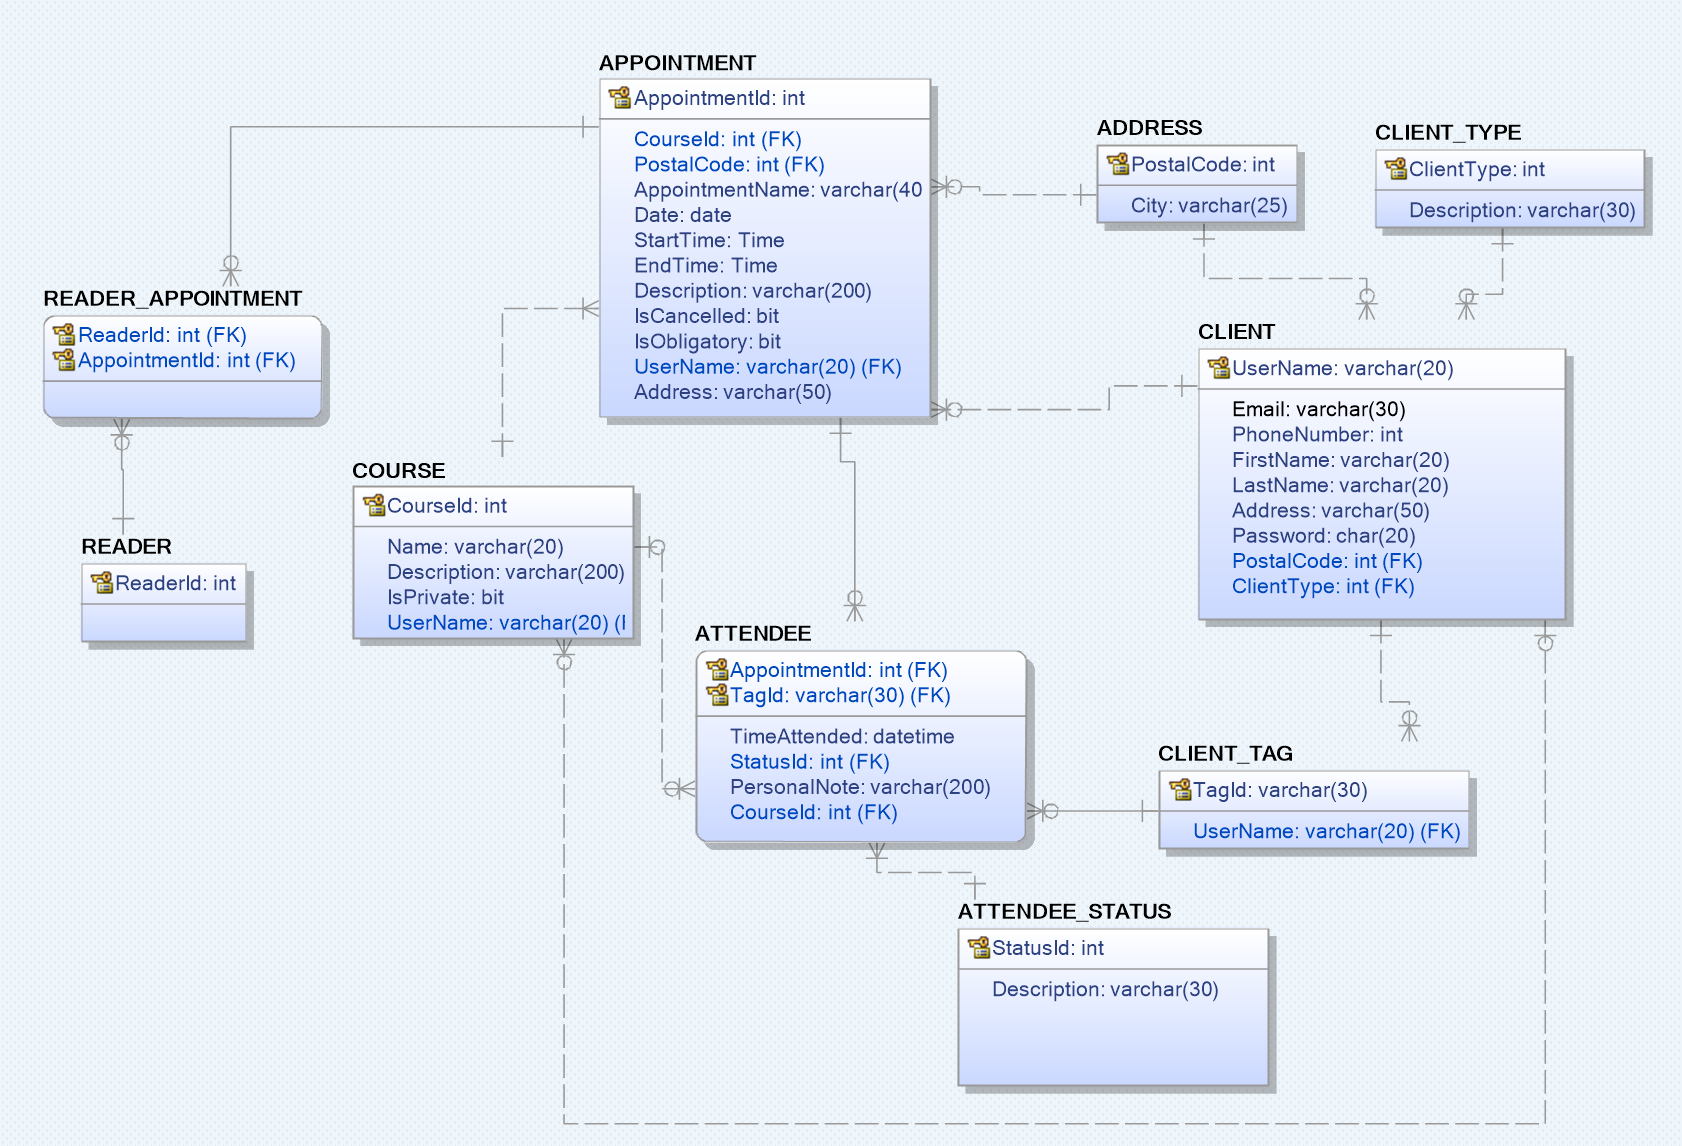 APPOINTMENT
AppointmentId: int
CourseId: int (FK)
PostalCode: int (FK)
AppointmentName: varchar(40
Date: date
StartTime: Time
EndTime: Time
Description: varchar(200)
IsCancelled: bit
IsObligatory: bit
UserName: varchar(20) (FK)
Address: varchar(50)
ADDRESS
PostalCode: int
City: varchar(25)
CLIENT_TYPE
ClientType: int
Description: varchar(30)
READER_APPOINTMENT
ReaderId: int (FK)
AppointmentId: int (FK)
CLIENT
UserName: varchar(20)
Email: varchar(30)
PhoneNumber: int
FirstName: varchar(20)
LastName: varchar(20)
Address: varchar(50)
Password: char(20)
PostalCode: int (FK)
ClientType: int (FK)
COURSE
CourseId: int
Name: varchar(20)
Description: varchar(200)
IsPrivate: bit
UserName: varchar(20) (
READER
ReaderId: int
ATTENDEE
AppointmentId: int (FK)
TagId: varchar(30) (FK)
TimeAttended: datetime
StatusId: int (FK)
PersonalNote: varchar(200)
CourseId: int (FK)
CLIENT_TAG
TagId: varchar(30)
UserName: varchar(20) (FK)
ATTENDEE_STATUS
StatusId: int
Description: varchar(30)